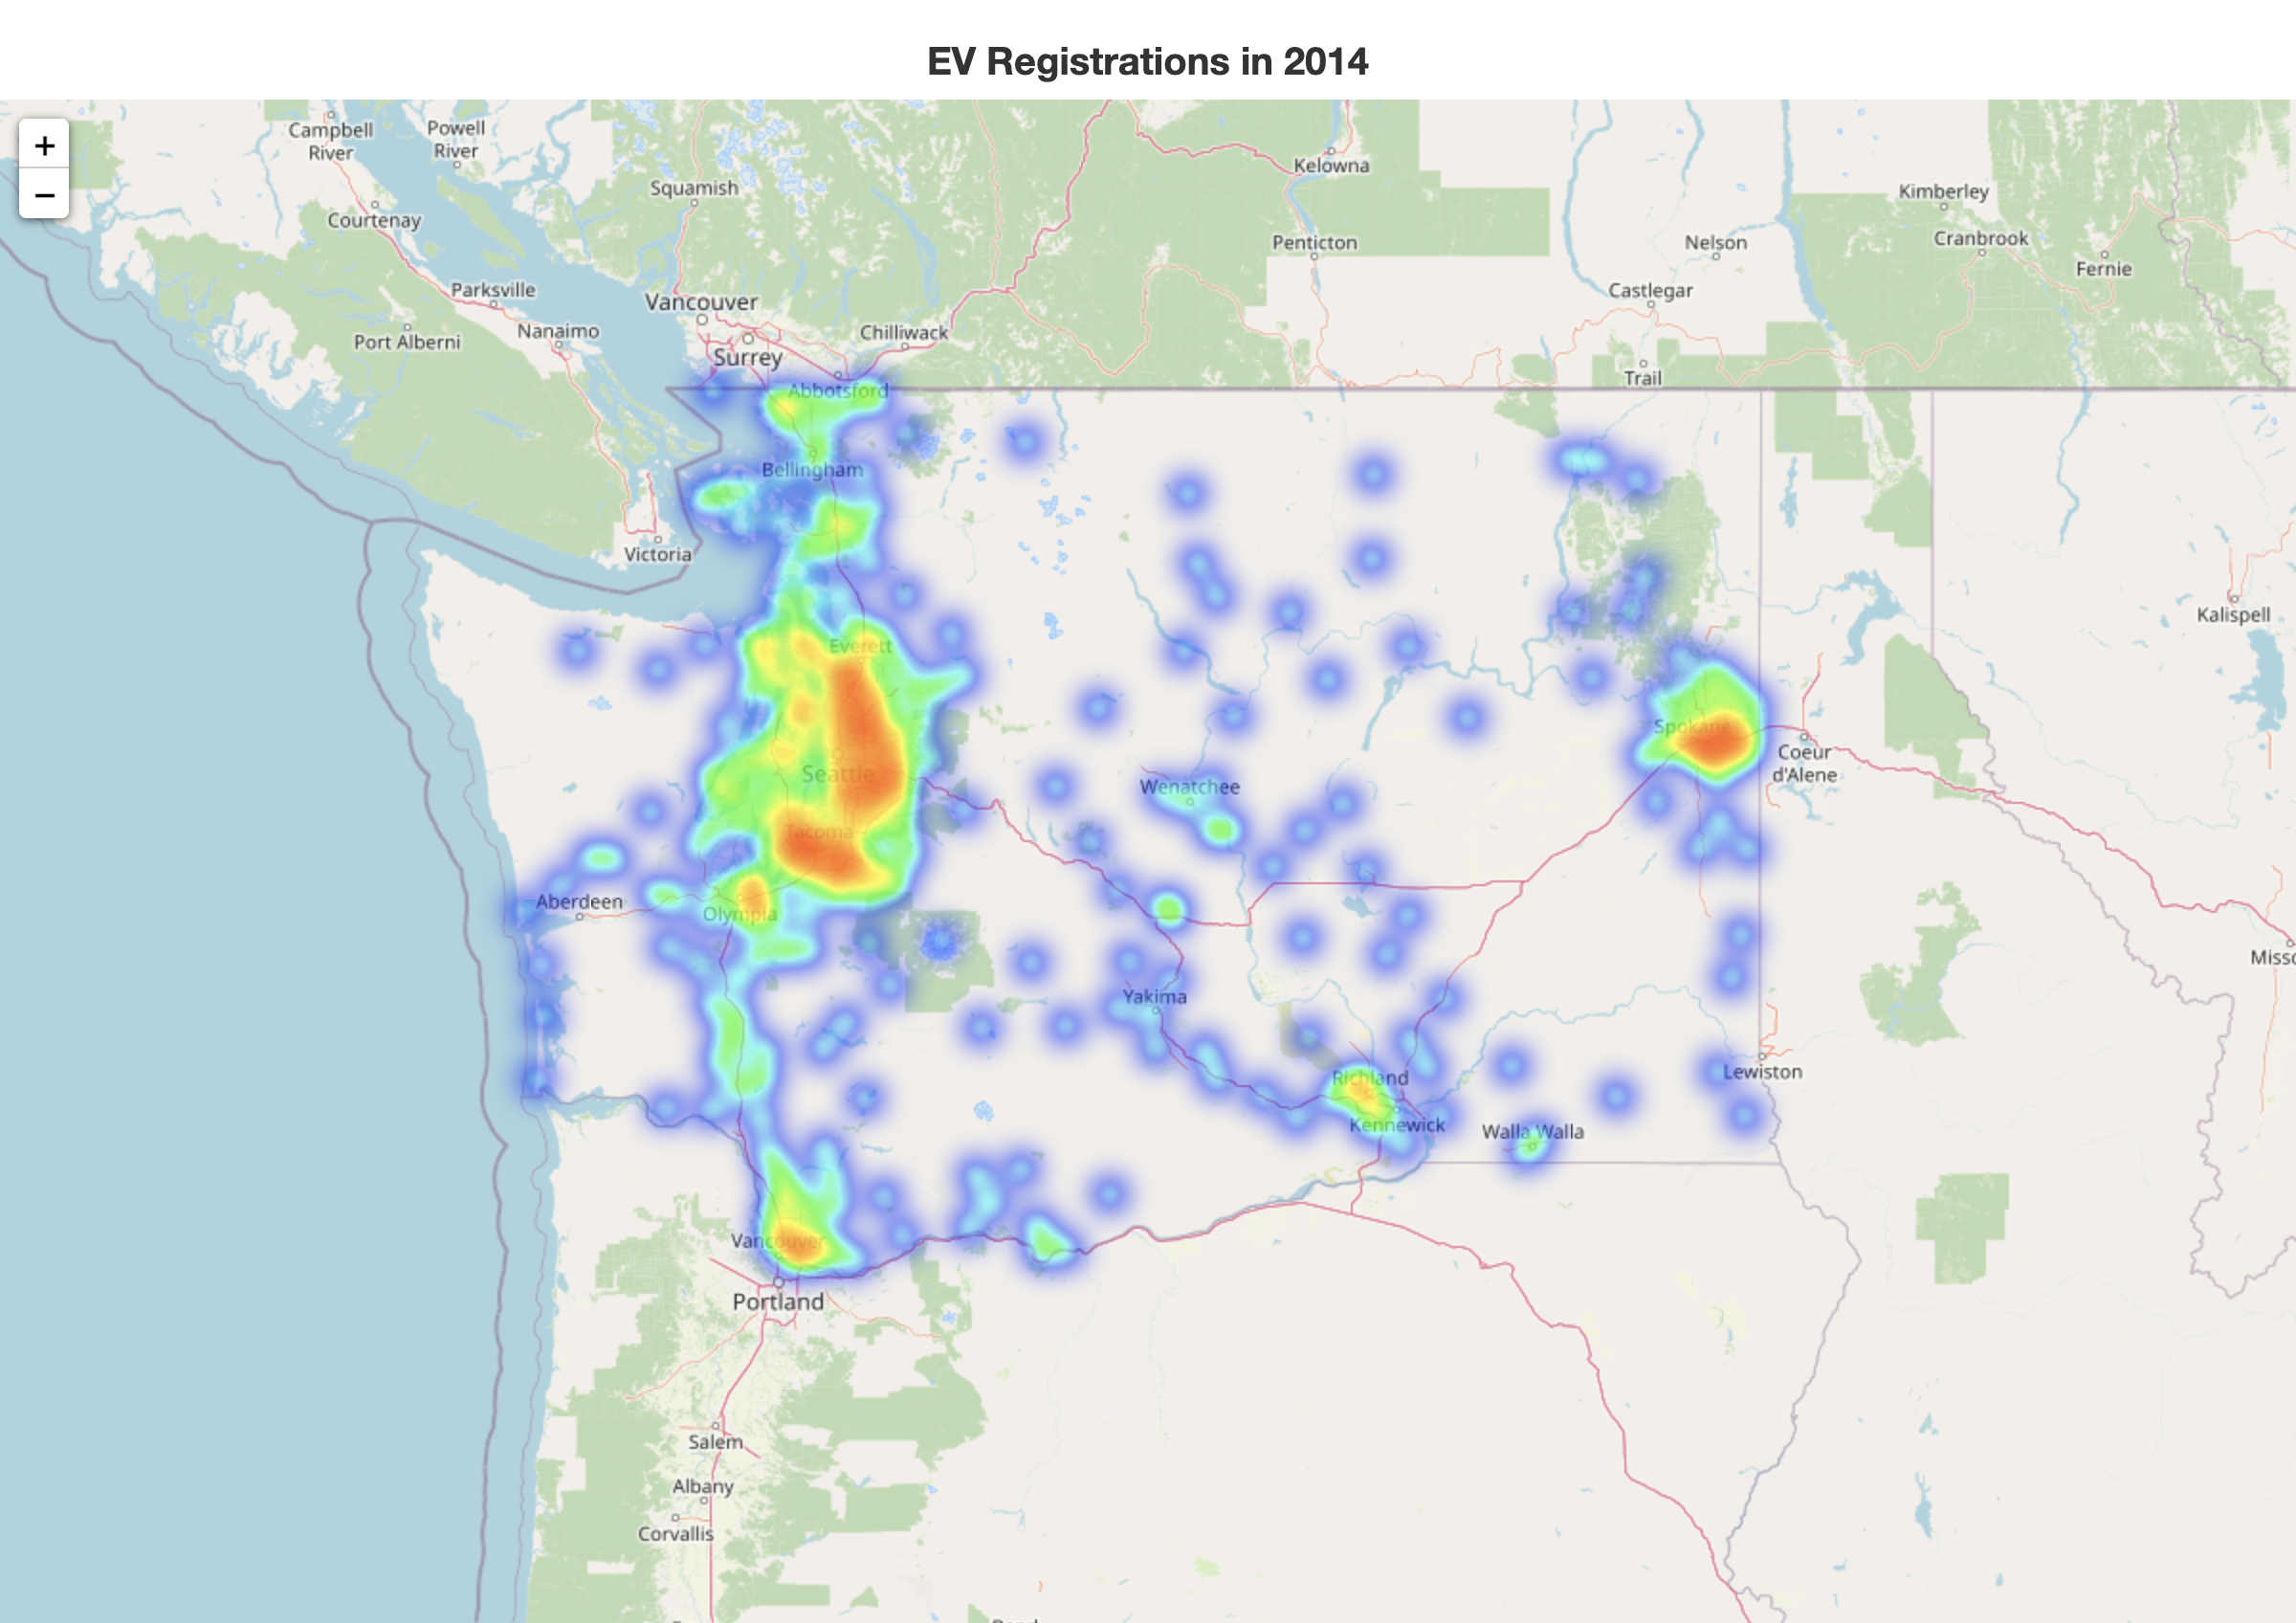 EV Registrations in 2014
+
−
Campbell
River
Powell
River
Squamish
Kelowna
Kimberley
Courtenay
Penticton
Nelson
Cranbrook
Fernie
Parksville
Vancouver
Castlegar
Port Alberni
Nanaimo
Chilliwack
Surrey
Trail
Abbotsford
Bellingham
Victoria
Kalispell
Everett
Spokane
Coeur
d'Alene
Seattle
Wenatchee
Tacoma
Aberdeen
Olympia
Yakima
Richland
Lewiston
Kennewick
Walla Walla
Vancouver
Portland
Salem
Albany
Corvallis